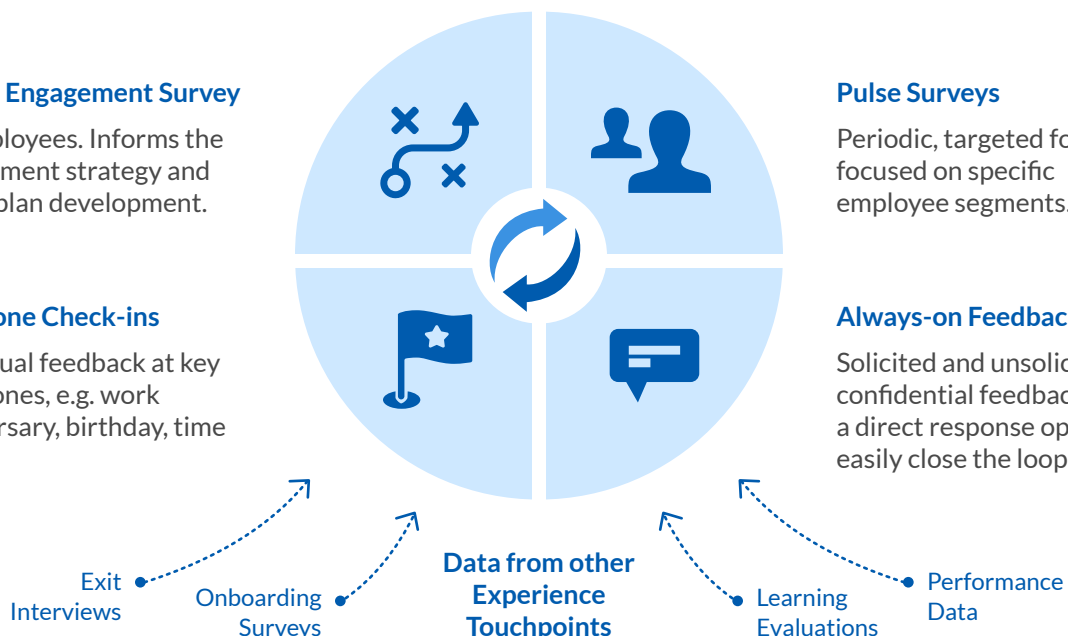 Engagement Survey
ployees. Informs the
ment strategy and
plan development.
Pulse Surveys
Periodic, targeted fo
focused on specific
employee segments.
one Check-ins
ual feedback at key
ones, e.g. work
rsary, birthday, time
Always-on Feedbac
Solicited and unsolic
confidential feedbac
a direct response op
easily close the loop
Exit
Interviews
Onboarding
Surveys
Data from other
Experience
Touchpoints
Learning
Evaluations
Performance
Data